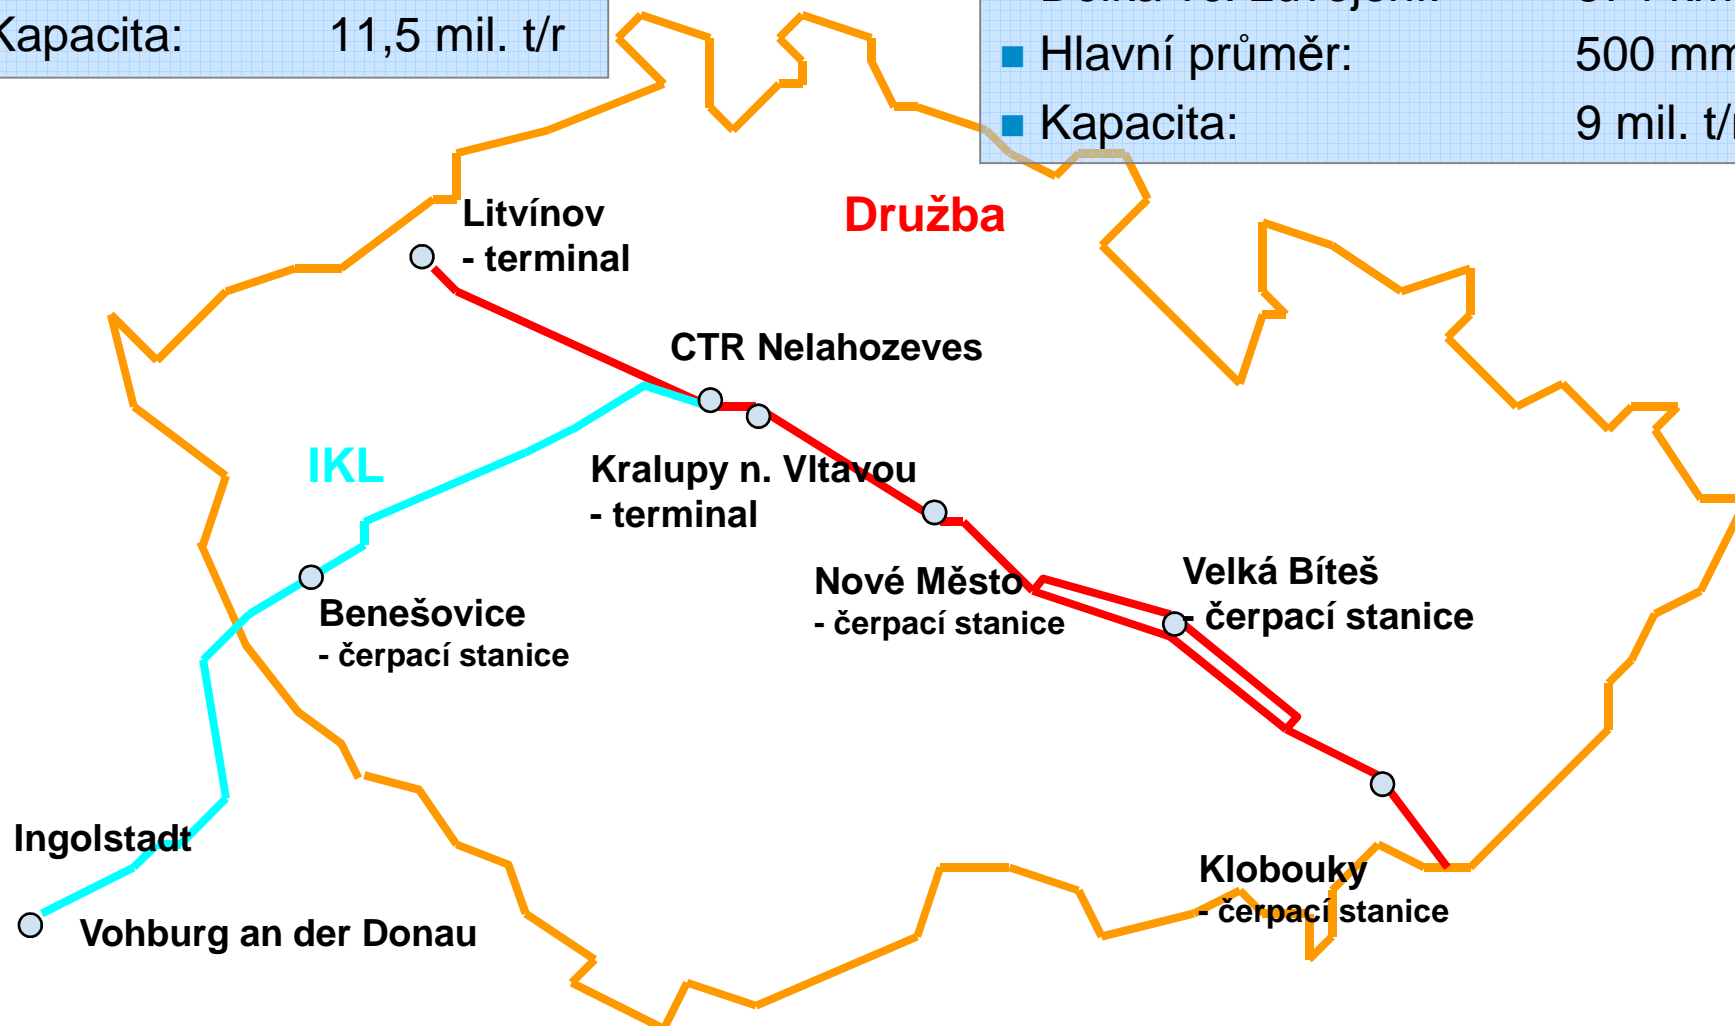 Kapacita: 11,5 mil. t/r
Hlavní průměr: 500 mm
Kapacita: 9 mil. t/r
Litvínov
- terminal
Družba
CTR Nelahozeves
IKL
Kralupy n. Vltavou
- terminal
Nové Město
- čerpací stanice
Velká Bíteš
- čerpací stanice
Benešovice
- čerpací stanice
Ingolstadt
Vohburg an der Donau
Klobouky
- čerpací stanice